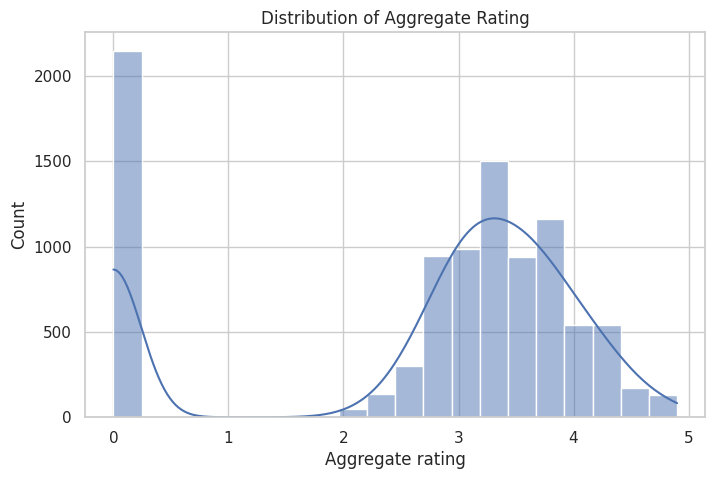 Distribution of Aggregate Rating
Count
2000
1500
1000
500
0
0 1 2 3 4 5
Aggregate rating